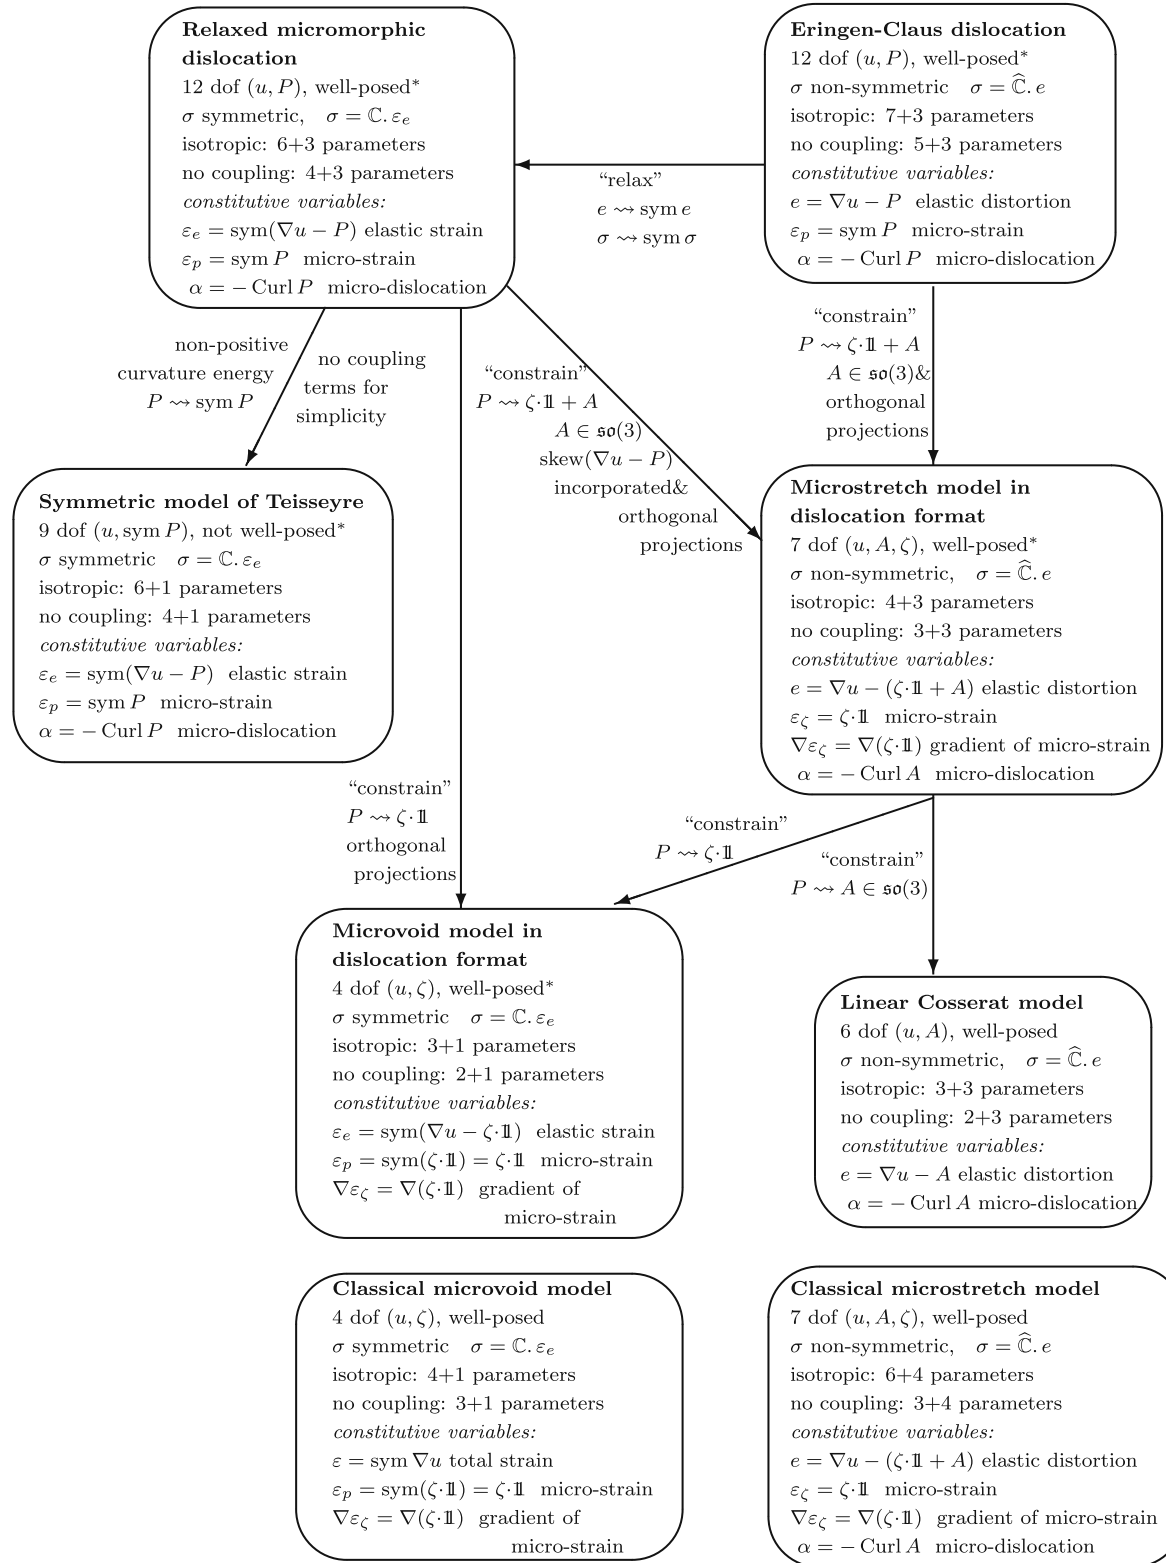 Relaxed micromorphic
dislocation
12 dof (u, P), well-posed*
σ symmetric, σ = ℂ. ε_e
isotropic: 6+3 parameters
no coupling: 4+3 parameters
constitutive variables:
ε_e = sym(∇u − P) elastic strain
ε_p = sym P micro-strain
α = − Curl P micro-dislocation
Eringen-Claus dislocation
12 dof (u, P), well-posed*
σ non-symmetric σ = ℂ̂. e
isotropic: 7+3 parameters
no coupling: 5+3 parameters
constitutive variables:
e = ∇u − P elastic distortion
ε_p = sym P micro-strain
α = − Curl P micro-dislocation
“relax”
e ⇝ sym e
σ ⇝ sym σ
non-positive
curvature energy
P ⇝ sym P
no coupling
terms for
simplicity
“constrain”
P ⇝ ζ·𝟙 + A
A ∈ 𝔰𝔬(3)
skew(∇u − P)
incorporated&
orthogonal
projections
“constrain”
P ⇝ ζ·𝟙 + A
A ∈ 𝔰𝔬(3)&
orthogonal
projections
Symmetric model of Teisseyre
9 dof (u, sym P), not well-posed*
σ symmetric σ = ℂ. ε_e
isotropic: 6+1 parameters
no coupling: 4+1 parameters
constitutive variables:
ε_e = sym(∇u − P) elastic strain
ε_p = sym P micro-strain
α = − Curl P micro-dislocation
Microstretch model in
dislocation format
7 dof (u, A, ζ), well-posed*
σ non-symmetric, σ = ℂ̂. e
isotropic: 4+3 parameters
no coupling: 3+3 parameters
constitutive variables:
e = ∇u − (ζ·𝟙 + A) elastic distortion
ε_ζ = ζ·𝟙 micro-strain
∇ε_ζ = ∇(ζ·𝟙) gradient of micro-strain
α = − Curl A micro-dislocation
“constrain”
P ⇝ ζ·𝟙
orthogonal
projections
“constrain”
P ⇝ ζ·𝟙
“constrain”
P ⇝ A ∈ 𝔰𝔬(3)
Microvoid model in
dislocation format
4 dof (u, ζ), well-posed*
σ symmetric σ = ℂ. ε_e
isotropic: 3+1 parameters
no coupling: 2+1 parameters
constitutive variables:
ε_e = sym(∇u − ζ·𝟙) elastic strain
ε_p = sym(ζ·𝟙) = ζ·𝟙 micro-strain
∇ε_ζ = ∇(ζ·𝟙) gradient of
micro-strain
Linear Cosserat model
6 dof (u, A), well-posed
σ non-symmetric, σ = ℂ̂. e
isotropic: 3+3 parameters
no coupling: 2+3 parameters
constitutive variables:
e = ∇u − A elastic distortion
α = − Curl A micro-dislocation
Classical microvoid model
4 dof (u, ζ), well-posed
σ symmetric σ = ℂ. ε_e
isotropic: 4+1 parameters
no coupling: 3+1 parameters
constitutive variables:
ε = sym ∇u total strain
ε_p = sym(ζ·𝟙) = ζ·𝟙 micro-strain
∇ε_ζ = ∇(ζ·𝟙) gradient of
micro-strain
Classical microstretch model
7 dof (u, A, ζ), well-posed
σ non-symmetric, σ = ℂ̂. e
isotropic: 6+4 parameters
no coupling: 3+4 parameters
constitutive variables:
e = ∇u − (ζ·𝟙 + A) elastic distortion
ε_ζ = ζ·𝟙 micro-strain
∇ε_ζ = ∇(ζ·𝟙) gradient of micro-strain
α = − Curl A micro-dislocation